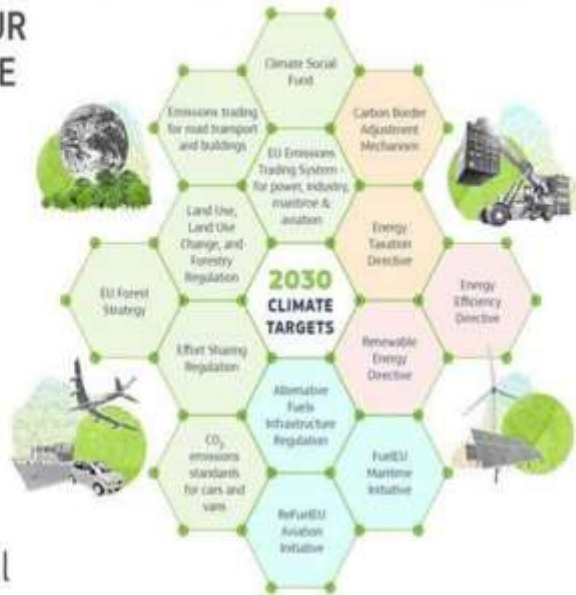 UR
E
Climate Social
Fund
Emissions trading
for road transport
and buildings
Carbon Border
Adjustment
Mechanism
EU Emissions
Trading System -
for power, industry,
maritime &
aviation
Land Use,
Land Use
Change, and
Forestry
Regulation
Energy
Taxation
Directive
EU Forest
Strategy
2030
CLIMATE
TARGETS
Energy
Efficiency
Directive
Effort Sharing
Regulation
Renewable
Energy
Directive
Alternative
Fuels
Infrastructure
Regulation
CO₂
emissions
standards
for cars and
vans
FuelEU
Maritime
Initiative
ReFuelEU
Aviation
Initiative
l